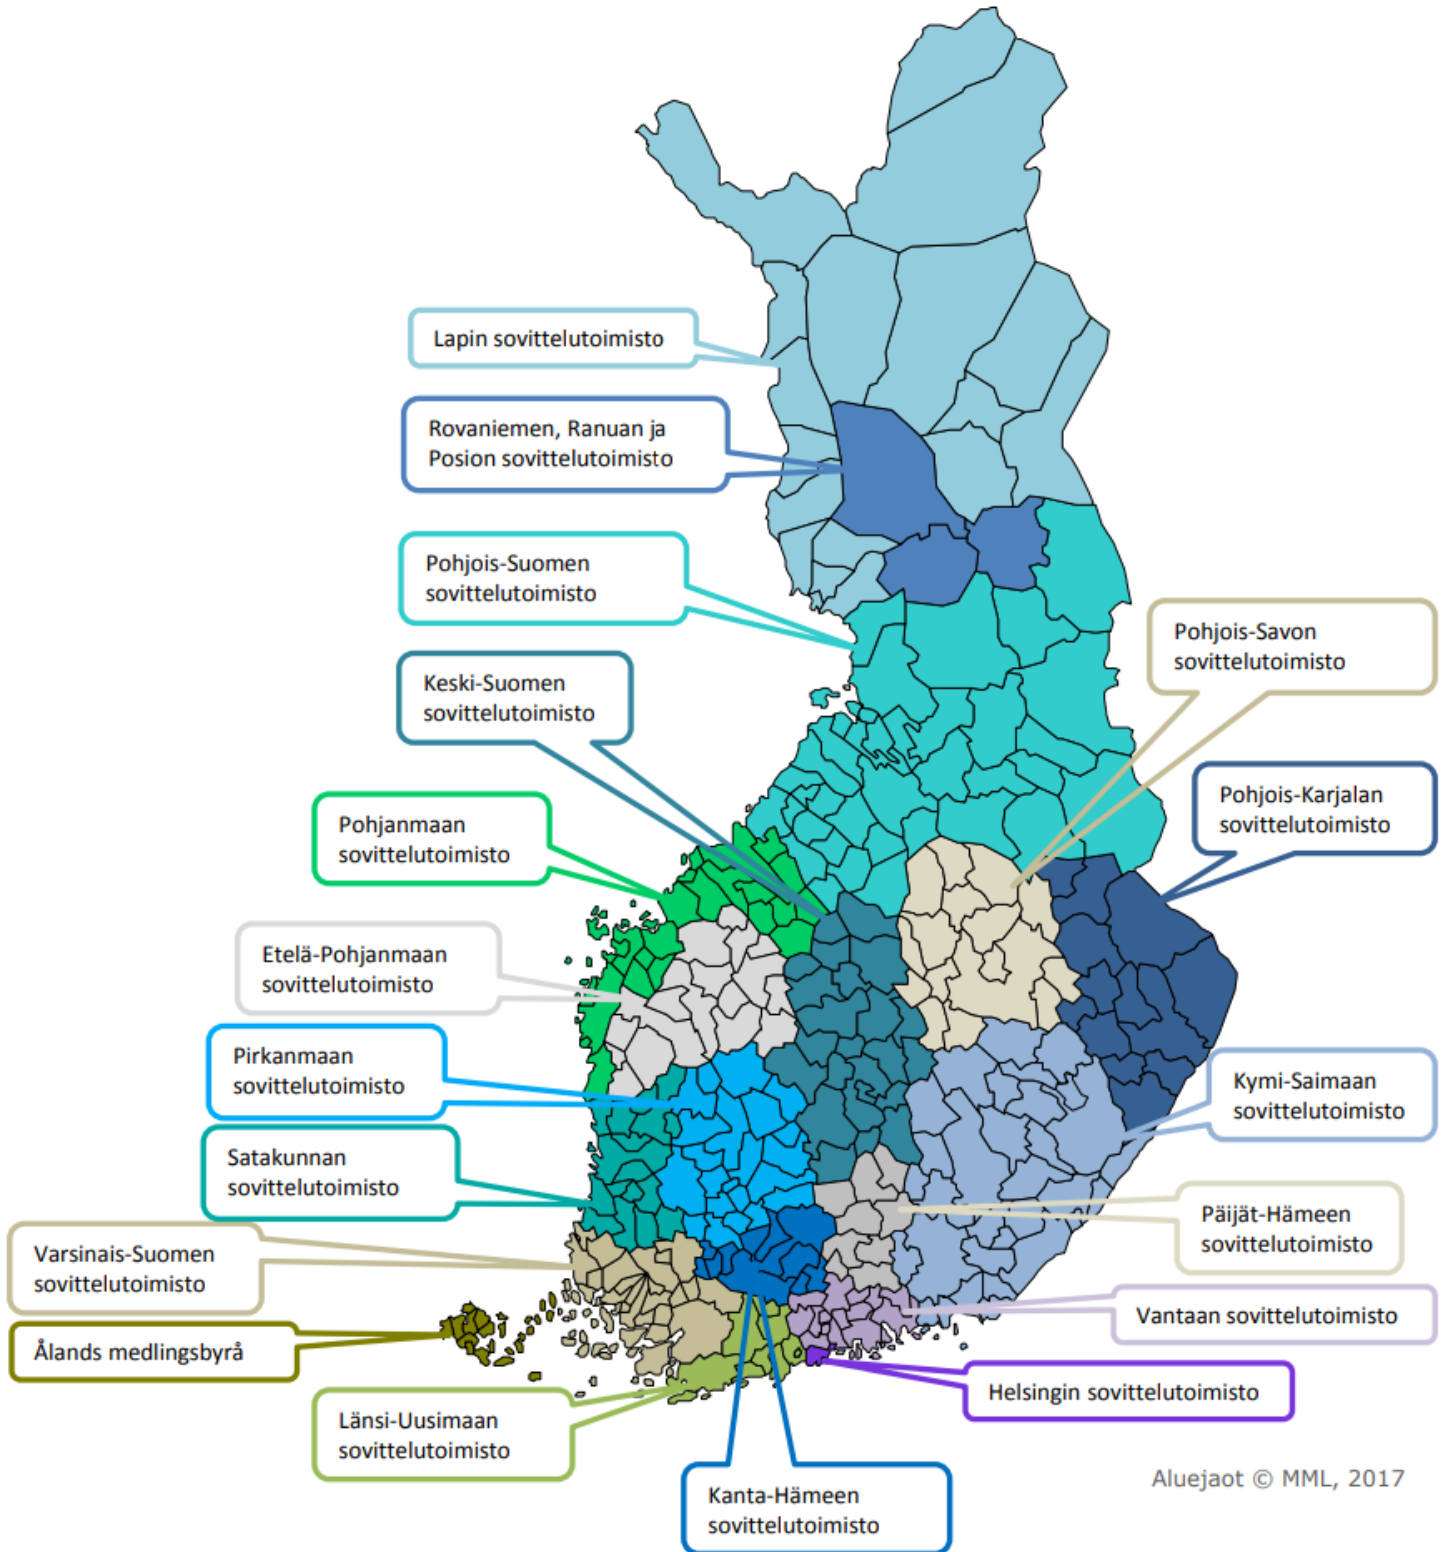 Lapin sovittelutoimisto
Rovaniemen, Ranuan ja
Posion sovittelutoimisto
Pohjois-Suomen
sovittelutoimisto
Pohjois-Savon
sovittelutoimisto
Keski-Suomen
sovittelutoimisto
Pohjois-Karjalan
sovittelutoimisto
Pohjanmaan
sovittelutoimisto
Etelä-Pohjanmaan
sovittelutoimisto
Pirkanmaan
sovittelutoimisto
Kymi-Saimaan
sovittelutoimisto
Satakunnan
sovittelutoimisto
Päijät-Hämeen
sovittelutoimisto
Varsinais-Suomen
sovittelutoimisto
Vantaan sovittelutoimisto
Ålands medlingsbyrå
Helsingin sovittelutoimisto
Länsi-Uusimaan
sovittelutoimisto
Kanta-Hämeen
sovittelutoimisto
Aluejaot © MML, 2017